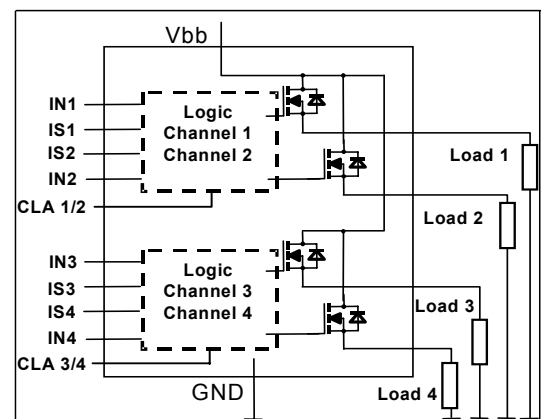 Vbb
IN1
IS1
IS2
IN2
CLA 1/2
Logic
Channel 1
Channel 2
Load 1
Load 2
IN3
IS3
IS4
IN4
CLA 3/4
Logic
Channel 3
Channel 4
Load 3
Load 4
GND